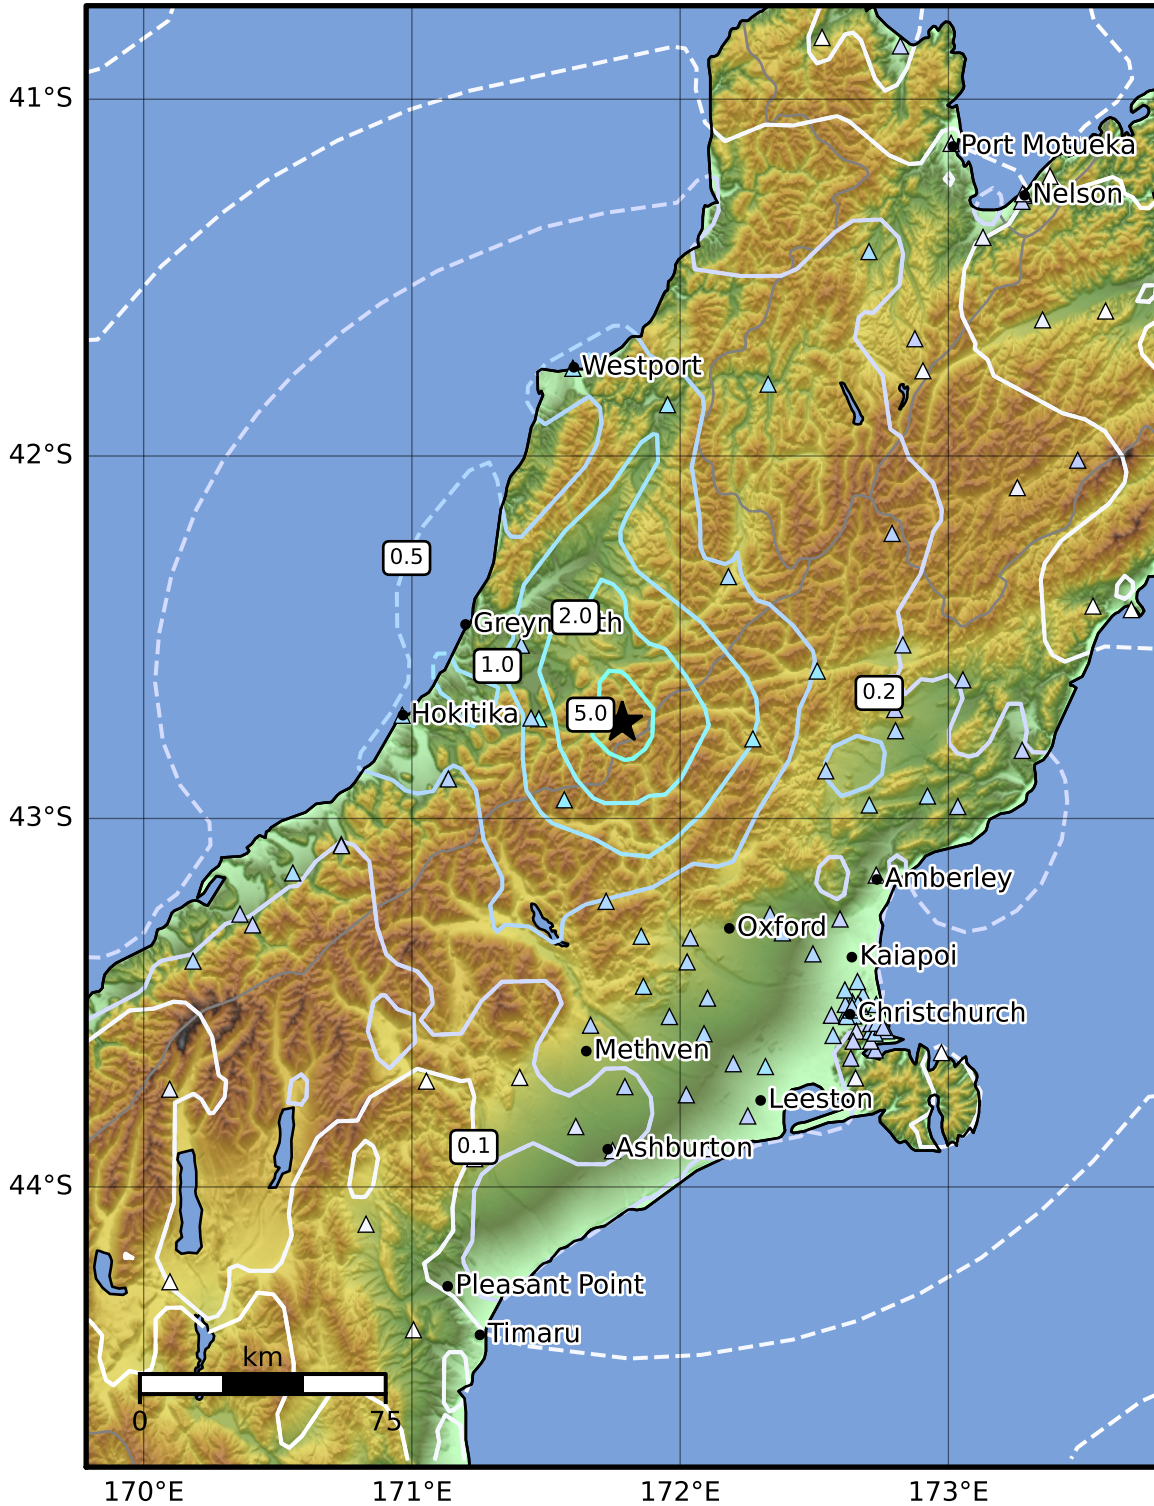 41°S
Port Motueka
Nelson
Westport
42°S
0.5
2.0
Greymouth
1.0
0.2
5.0
Hokitika
43°S
Amberley
Oxford
Kaiapoi
Christchurch
Methven
Leeston
0.1
Ashburton
44°S
Pleasant Point
Timaru
km
0
75
170°E
171°E
172°E
173°E